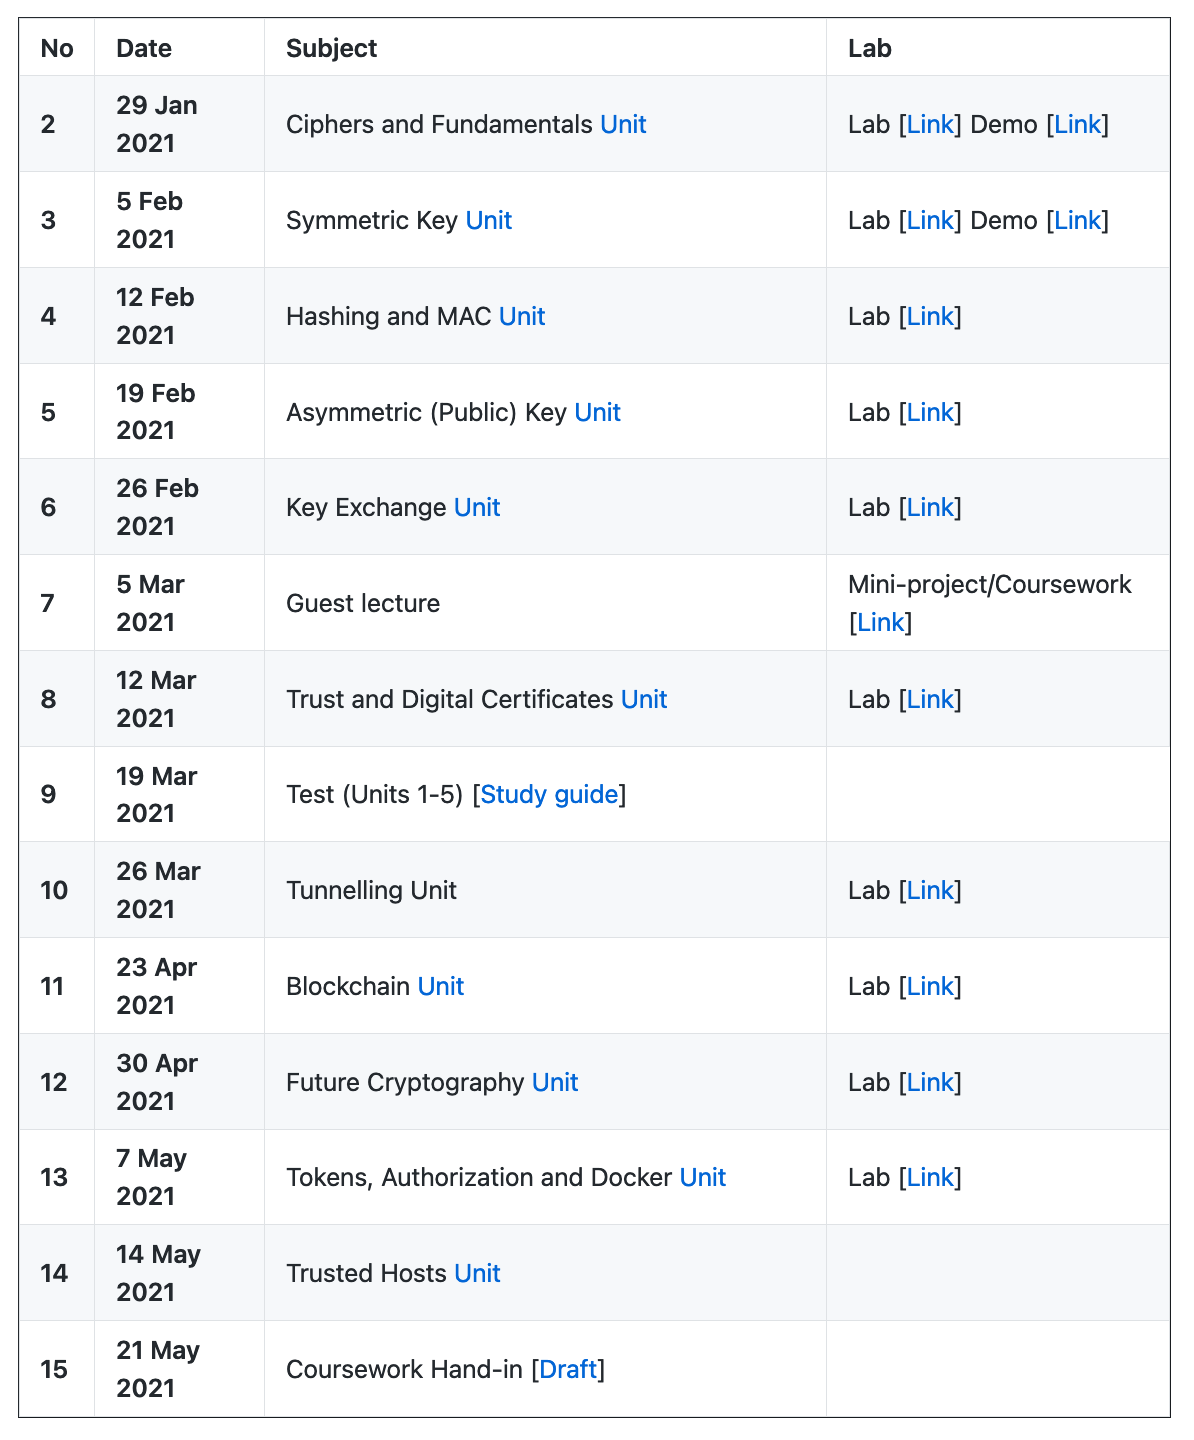 No Date Subject Lab
2 29 Jan 2021 Ciphers and Fundamentals Unit Lab [Link] Demo [Link]
3 5 Feb 2021 Symmetric Key Unit Lab [Link] Demo [Link]
4 12 Feb 2021 Hashing and MAC Unit Lab [Link]
5 19 Feb 2021 Asymmetric (Public) Key Unit Lab [Link]
6 26 Feb 2021 Key Exchange Unit Lab [Link]
7 5 Mar 2021 Guest lecture Mini-project/Coursework [Link]
8 12 Mar 2021 Trust and Digital Certificates Unit Lab [Link]
9 19 Mar 2021 Test (Units 1-5) [Study guide]
10 26 Mar 2021 Tunnelling Unit Lab [Link]
11 23 Apr 2021 Blockchain Unit Lab [Link]
12 30 Apr 2021 Future Cryptography Unit Lab [Link]
13 7 May 2021 Tokens, Authorization and Docker Unit Lab [Link]
14 14 May 2021 Trusted Hosts Unit
15 21 May 2021 Coursework Hand-in [Draft]